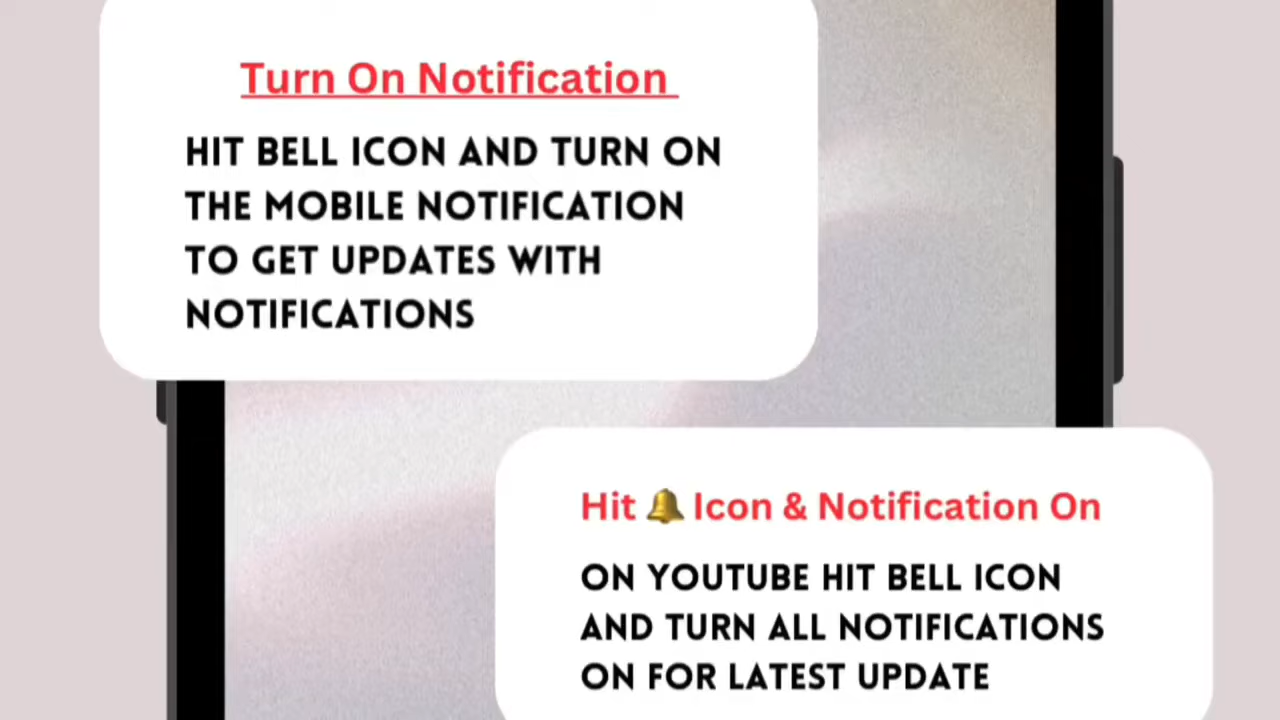 Turn On Notification
HIT BELL ICON AND TURN ON
THE MOBILE NOTIFICATION
TO GET UPDATES WITH
NOTIFICATIONS
Hit 🔔 Icon & Notification On
ON YOUTUBE HIT BELL ICON
AND TURN ALL NOTIFICATIONS
ON FOR LATEST UPDATE